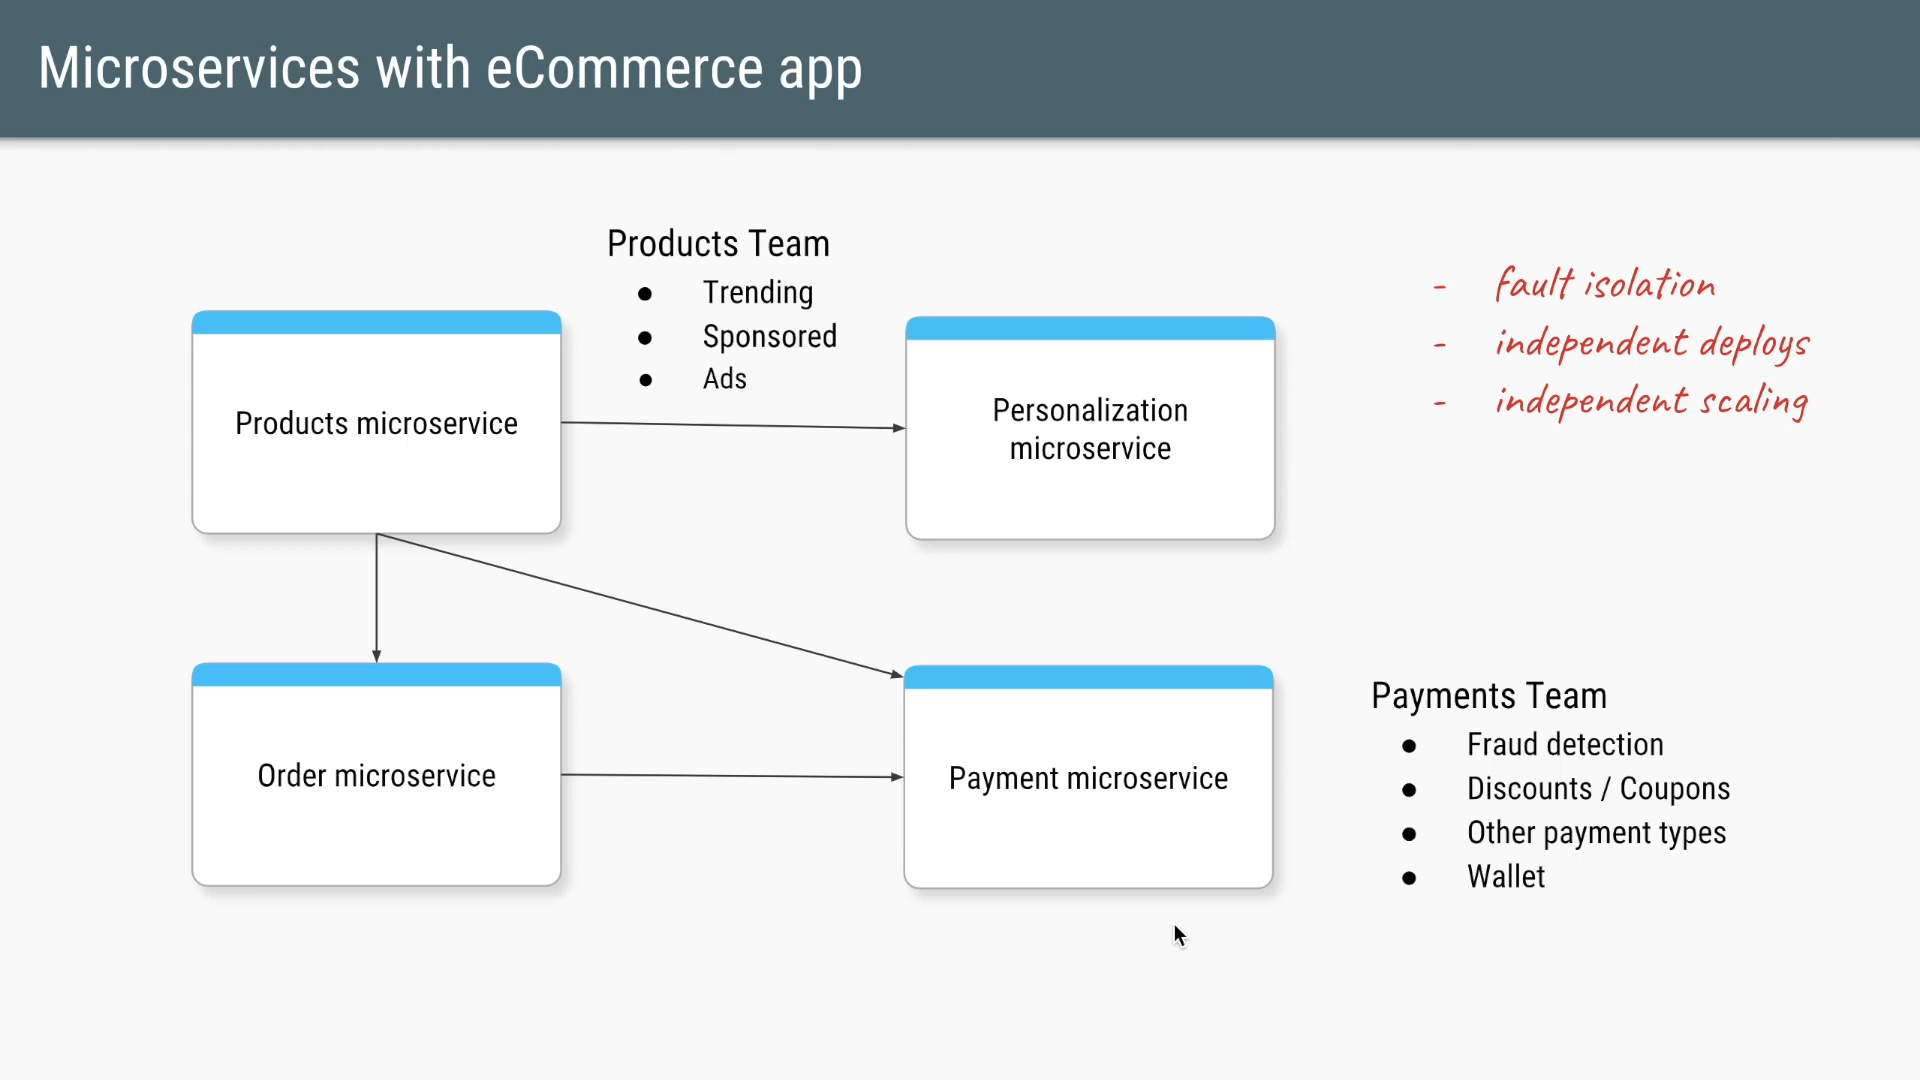 Microservices with eCommerce app
Products Team
● Trending
● Sponsored
● Ads
- fault isolation
- independent deploys
- independent scaling
Products microservice
Personalization
microservice
Order microservice
Payment microservice
Payments Team
● Fraud detection
● Discounts / Coupons
● Other payment types
● Wallet